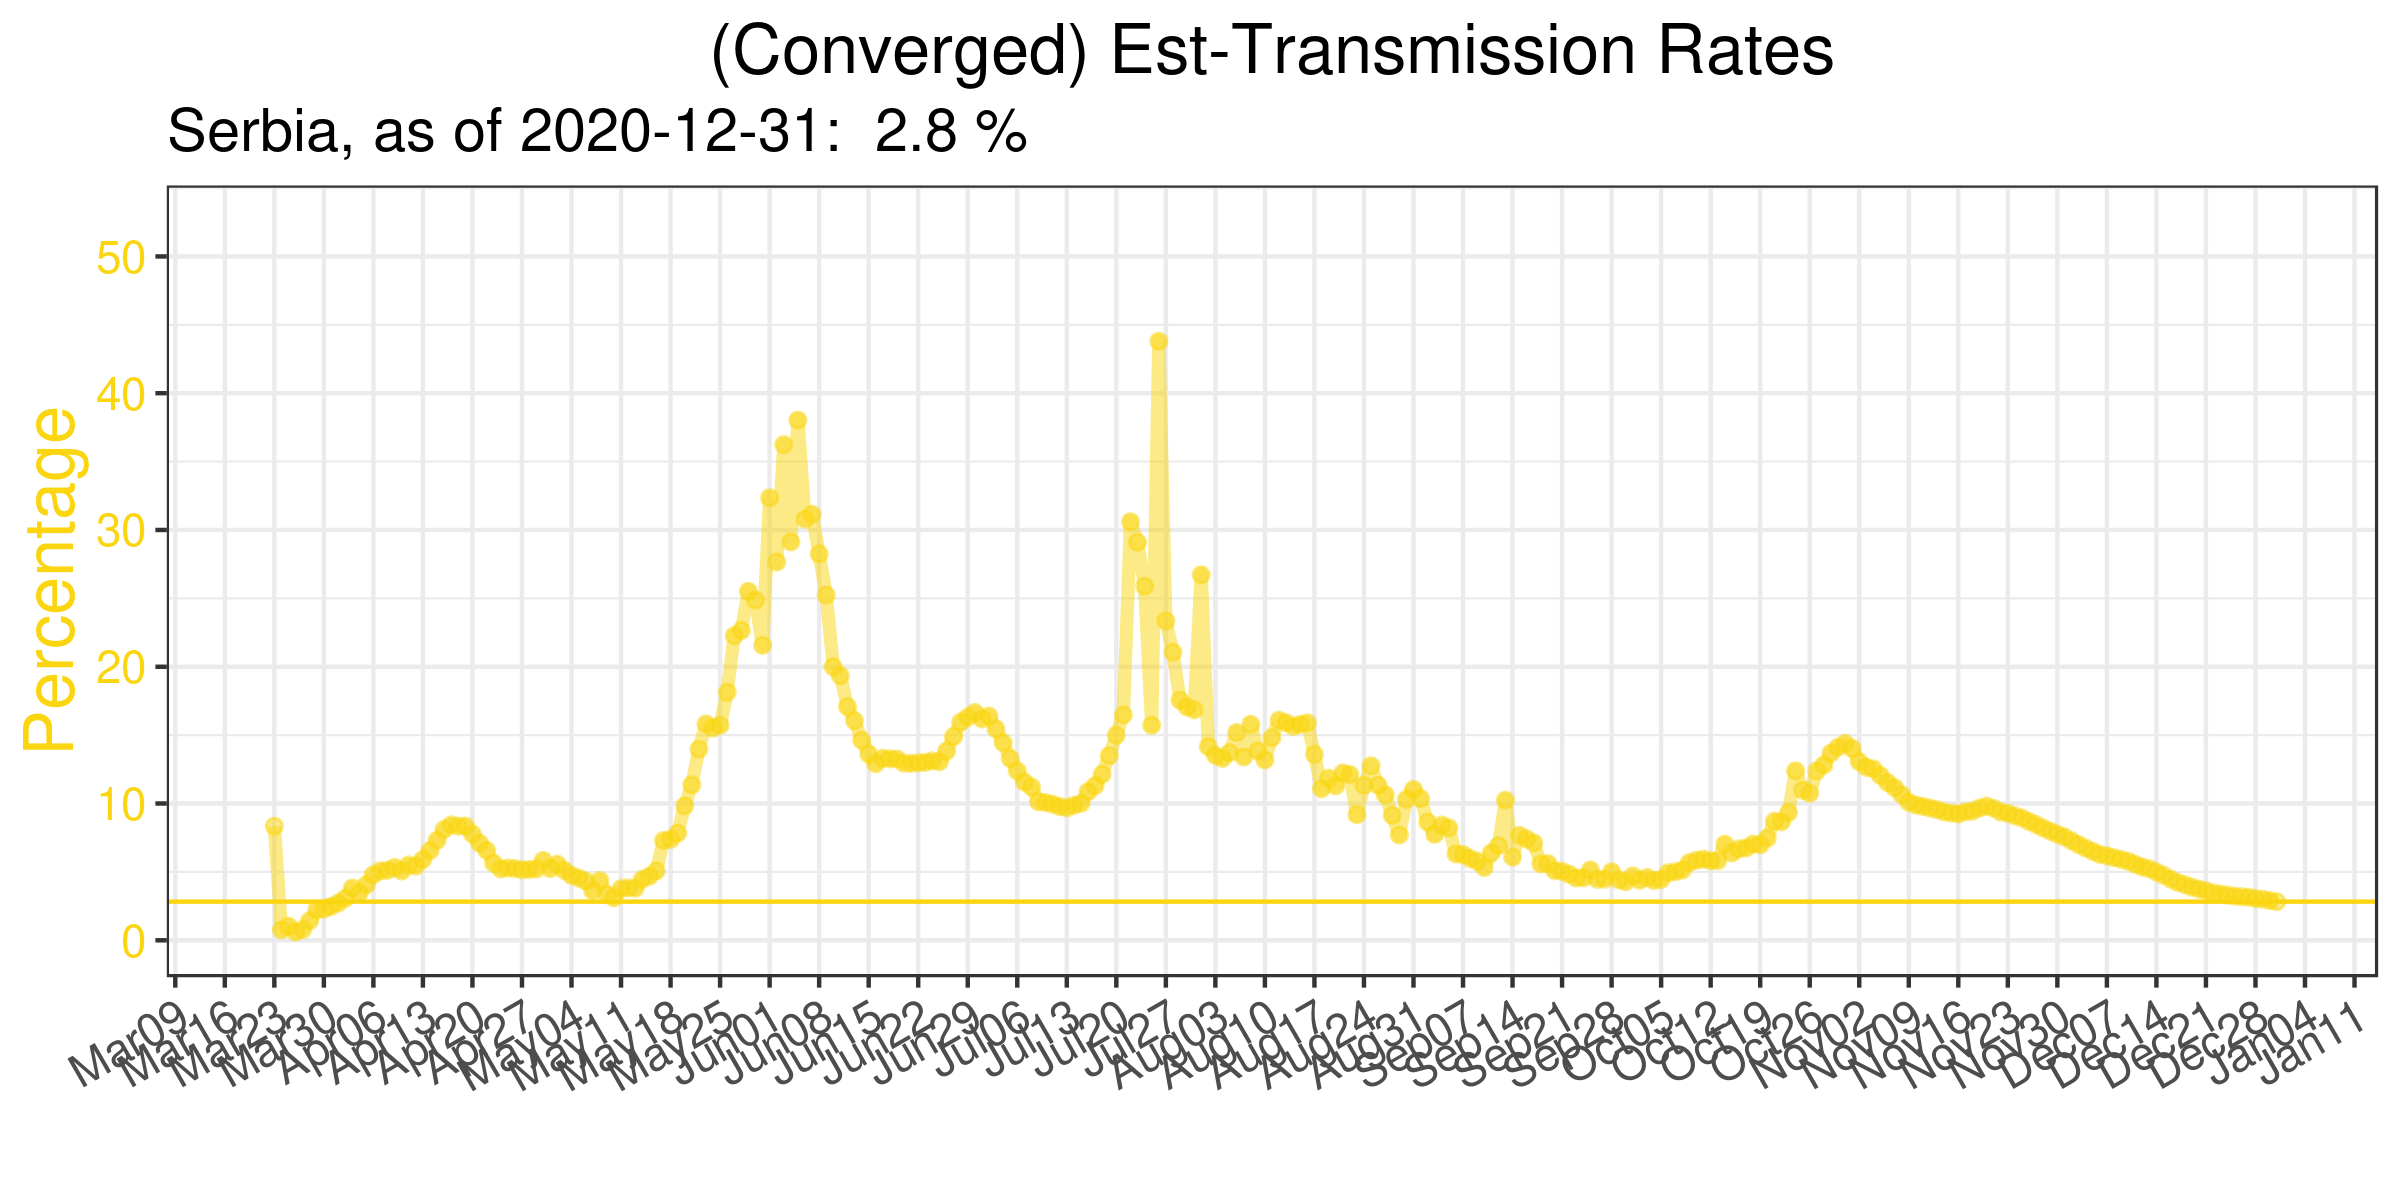 (Converged) Est-Transmission Rates
Serbia, as of 2020-12-31:  2.8 %
Percentage
50
40
30
20
10
0
Mar09
Mar16
Mar23
Mar30
Apr06
Apr13
Apr20
Apr27
May04
May11
May18
May25
Jun01
Jun08
Jun15
Jun22
Jun29
Jul06
Jul13
Jul20
Jul27
Aug03
Aug10
Aug17
Aug24
Aug31
Sep07
Sep14
Sep21
Sep28
Oct05
Oct12
Oct19
Oct26
Nov02
Nov09
Nov16
Nov23
Nov30
Dec07
Dec14
Dec21
Dec28
Jan04
Jan11